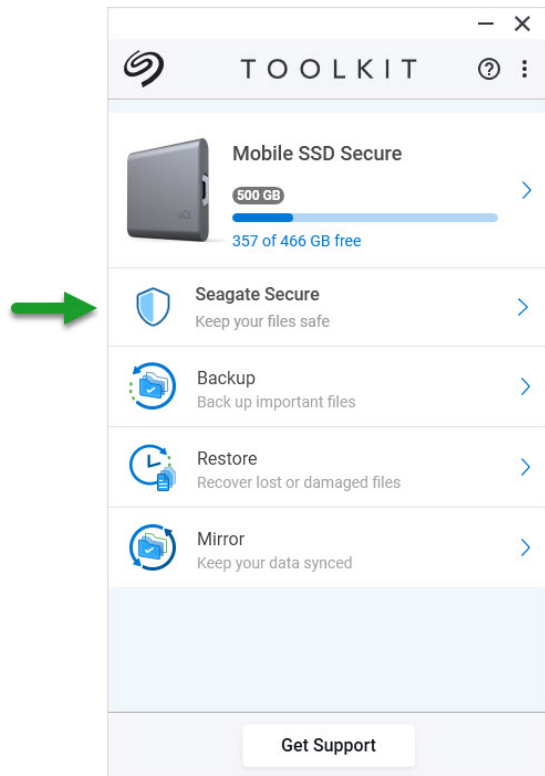 TOOLKIT
Mobile SSD Secure
500 GB
357 of 466 GB free
Seagate Secure
Keep your files safe
Backup
Back up important files
Restore
Recover lost or damaged files
Mirror
Keep your data synced
Get Support